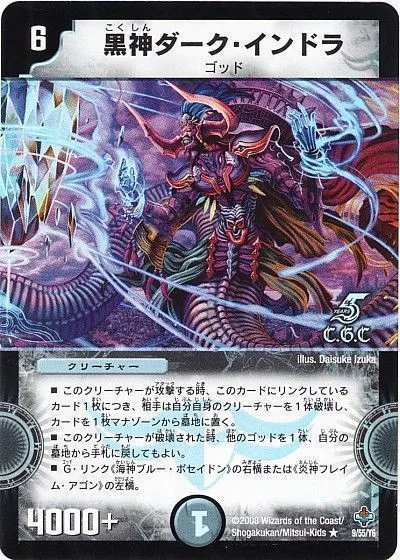 6
こくしん
黒神ダーク・インドラ
ゴッド
5
YEARS
C.G.C
illus. Daisuke Izuka
クリーチャー
■このクリーチャーが攻撃する時、このカードにリンクしている
カード1枚につき、相手は自分自身のクリーチャーを1体破壊し、
カードを1枚マナゾーンから墓地に置く。
■このクリーチャーが破壊された時、他のゴッドを1体、自分の
墓地から手札に戻してもよい。
■G・リンク《海神ブルー・ポセイドン》の右横または《炎神フレイ
ム・アゴン》の左横。
4000+
1
©2008 Wizards of the Coast/
Shogakukan/Mitsui-Kids ★ 9/55/Y6